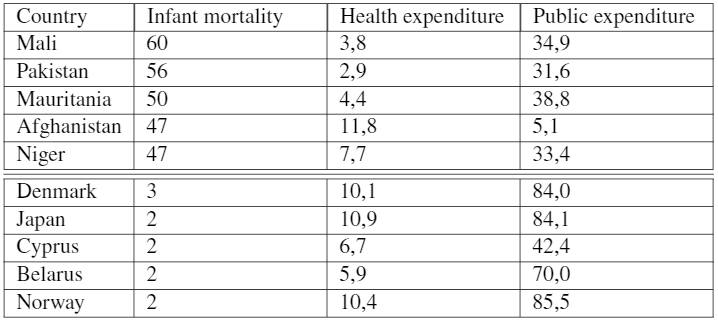 Country Infant mortality Health expenditure Public expenditure
Mali 60 3,8 34,9
Pakistan 56 2,9 31,6
Mauritania 50 4,4 38,8
Afghanistan 47 11,8 5,1
Niger 47 7,7 33,4
Denmark 3 10,1 84,0
Japan 2 10,9 84,1
Cyprus 2 6,7 42,4
Belarus 2 5,9 70,0
Norway 2 10,4 85,5